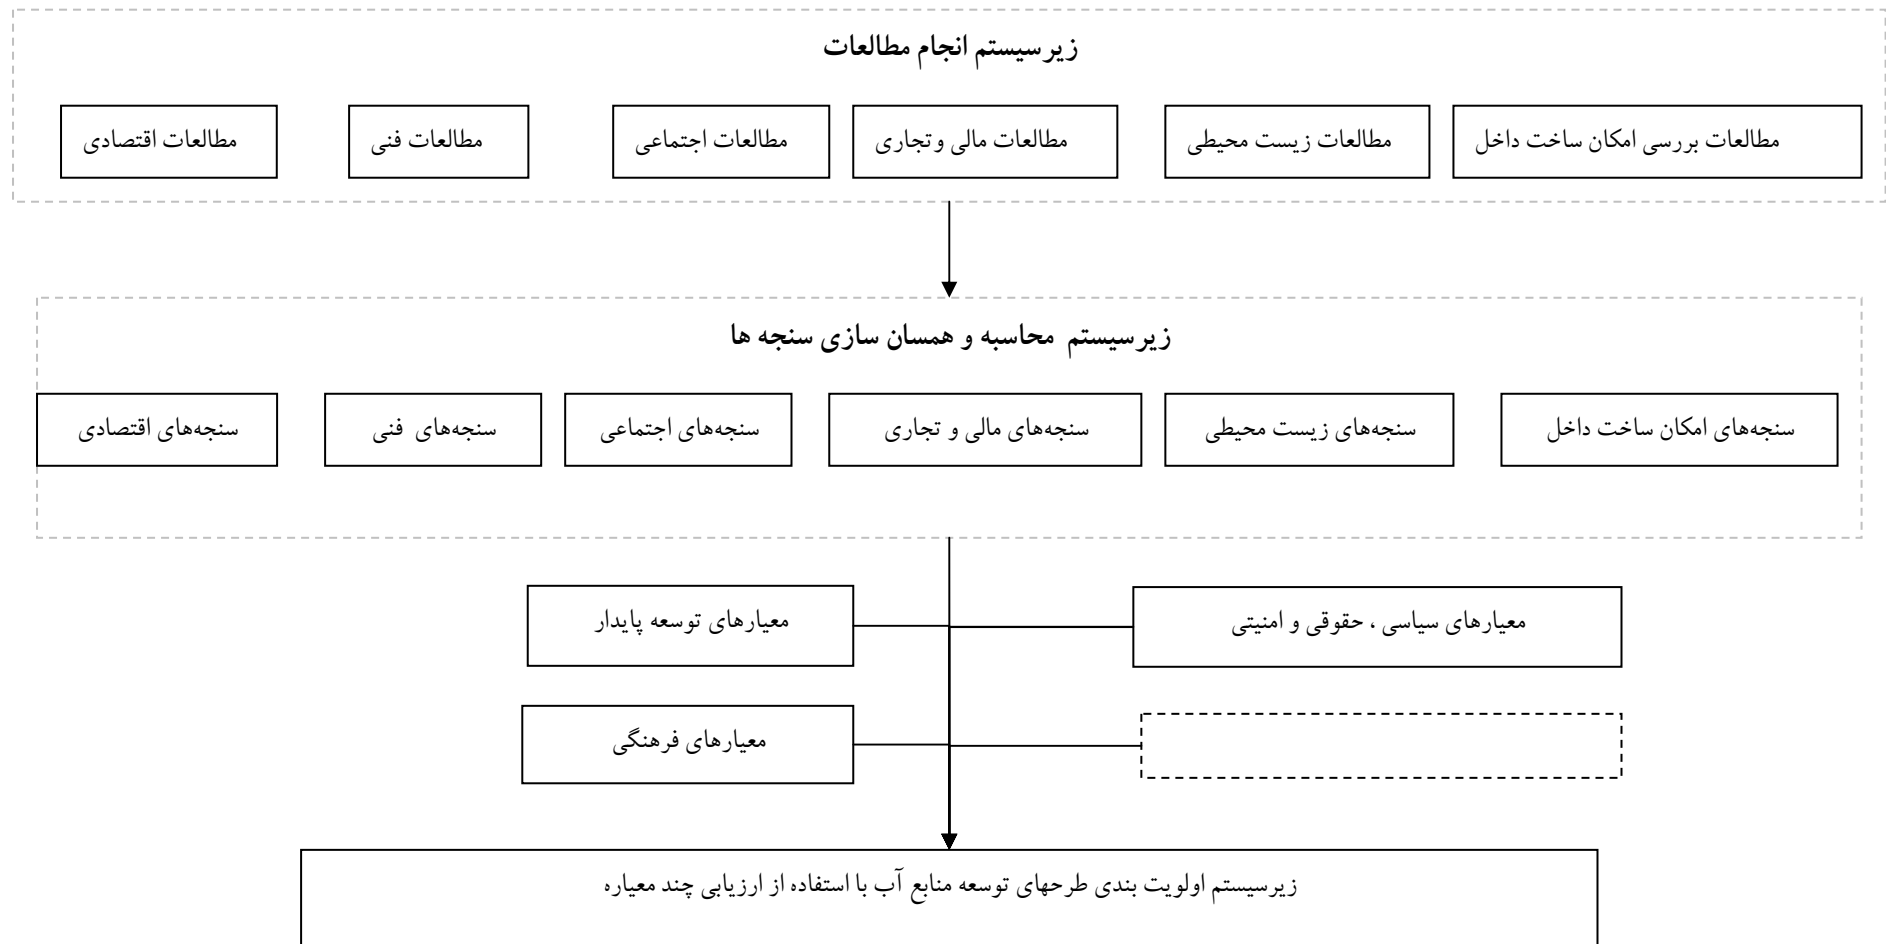 زیرسیستم انجام مطالعات
مطالعات بررسی امکان ساخت داخل
مطالعات زیست محیطی
مطالعات مالی وتجاری
مطالعات اجتماعی
مطالعات فنی
مطالعات اقتصادی
زیرسیستم محاسبه و همسان سازی سنجه ها
سنجه‌های امکان ساخت داخل
سنجه‌های زیست محیطی
سنجه‌های مالی و تجاری
سنجه‌های اجتماعی
سنجه‌های فنی
سنجه‌های اقتصادی
معیارهای سیاسی ، حقوقی و امنیتی
معیارهای توسعه پایدار
معیارهای فرهنگی
زیرسیستم اولویت بندی طرحهای توسعه منابع آب با استفاده از ارزیابی چند معیاره